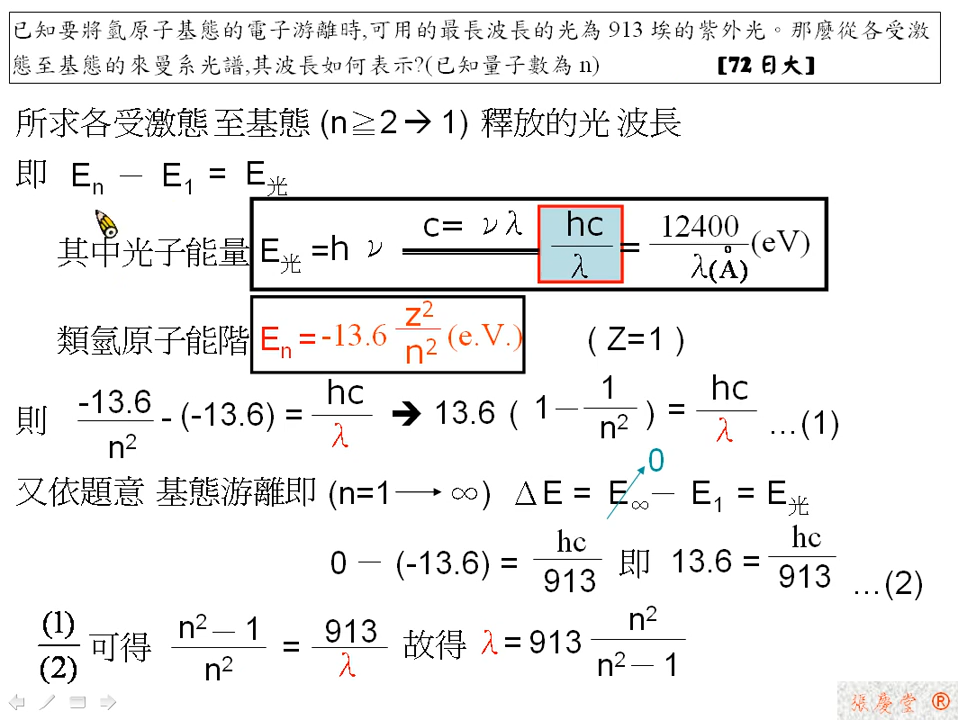 已知要將氫原子基態的電子游離時,可用的最長波長的光為 913 埃的紫外光。那麼從各受激
態至基態的來曼系光譜,其波長如何表示?(已知量子數為 n) [72 日大]
所求各受激態至基態 (n≧2→ 1) 釋放的光 波長
即 Eₙ － E₁ = E光
其中光子能量 E光 =h ν ═ c= νλ ═ hc/λ = 12400/λ(Å) (eV)
類氫原子能階 Eₙ = -13.6 z²/n² (e.V.) ( Z=1 )
則 -13.6/n² - (-13.6) = hc/λ ➔ 13.6 ( 1－ 1/n² ) = hc/λ …(1)
又依題意 基態游離即 (n=1 → ∞) ΔE = E∞ 0 － E₁ = E光
0 － (-13.6) = hc/913 即 13.6 = hc/913 …(2)
(1)/(2) 可得 n²－1/n² = 913/λ 故得 λ = 913 n²/n²－1
張慶堂 ®